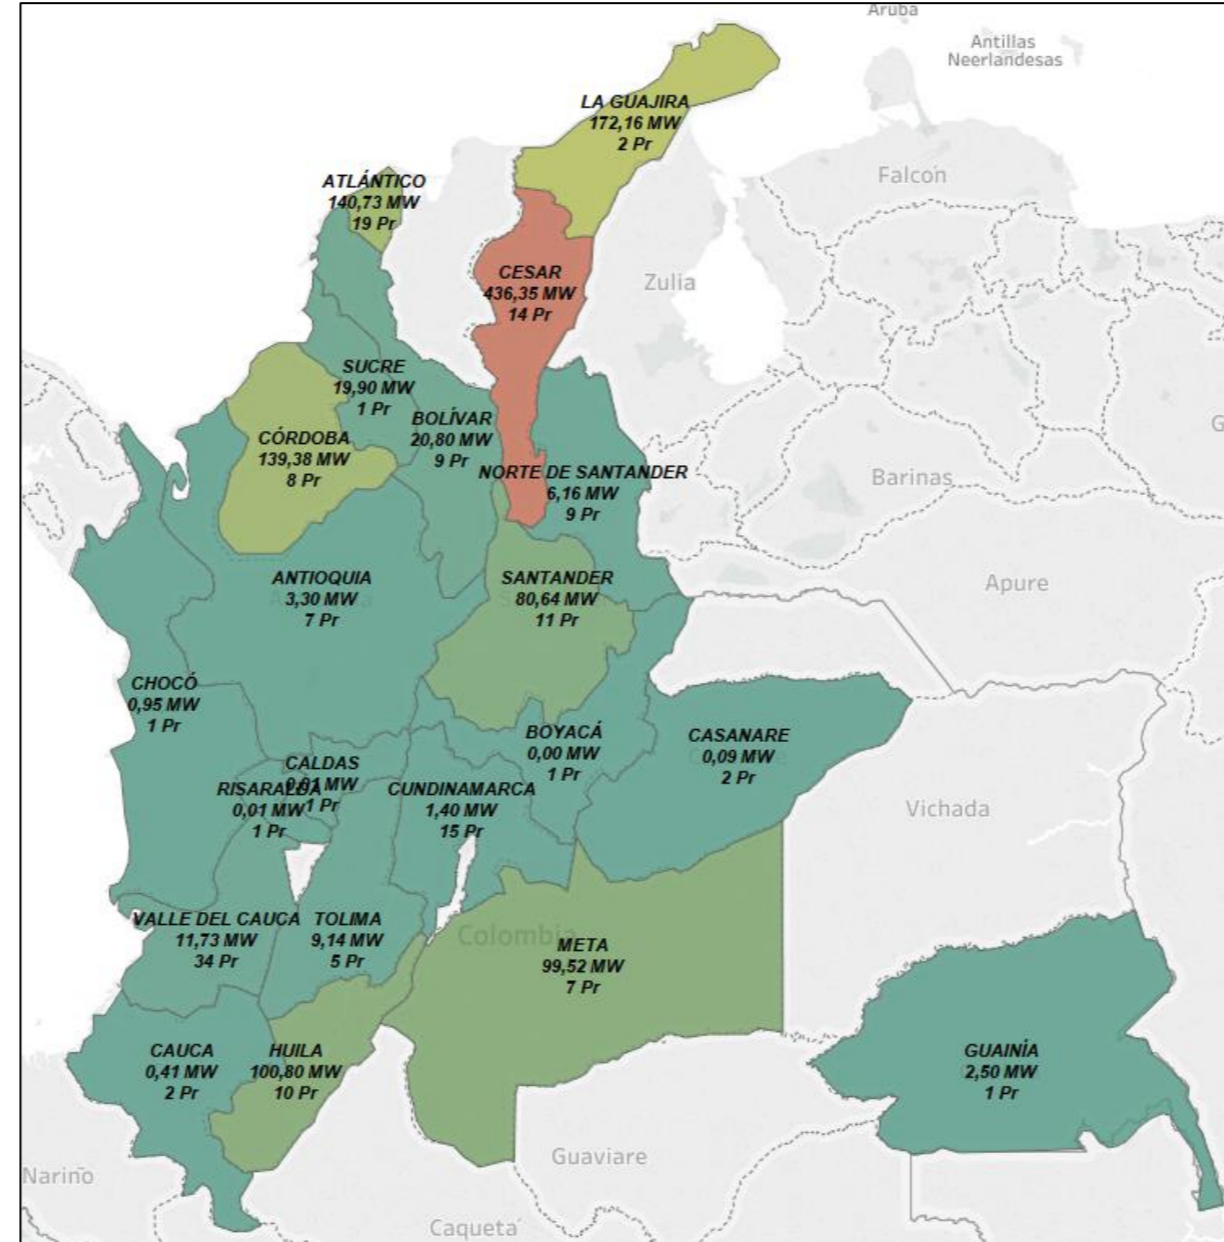 Aruba
Antillas
Neerlandesas
LA GUAJIRA
172,16 MW
2 Pr
Falcón
ATLÁNTICO
140,73 MW
19 Pr
CESAR
436,35 MW
14 Pr
Zulia
SUCRE
19,90 MW
1 Pr
BOLÍVAR
20,80 MW
9 Pr
G
CÓRDOBA
139,38 MW
8 Pr
NORTE DE SANTANDER
6,16 MW
9 Pr
Barinas
ANTIOQUIA
3,30 MW
7 Pr
SANTANDER
80,64 MW
11 Pr
Apure
CHOCÓ
0,95 MW
1 Pr
BOYACÁ
0,00 MW
1 Pr
CASANARE
0,09 MW
2 Pr
CALDAS
0,01 MW
1 Pr
RISARALDA
0,01 MW
1 Pr
CUNDINAMARCA
1,40 MW
15 Pr
Vichada
VALLE DEL CAUCA
11,73 MW
34 Pr
TOLIMA
9,14 MW
5 Pr
Colombia
META
99,52 MW
7 Pr
CAUCA
0,41 MW
2 Pr
HUILA
100,80 MW
10 Pr
GUAINÍA
2,50 MW
1 Pr
Guaviare
Nariño
Caquetá